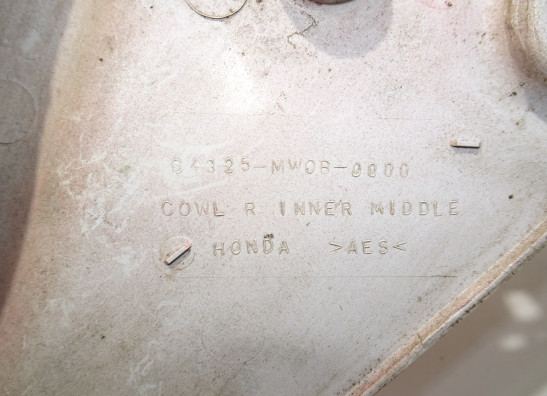 64325-MW0B-0000
COWL R INNER MIDDLE
HONDA >AES<